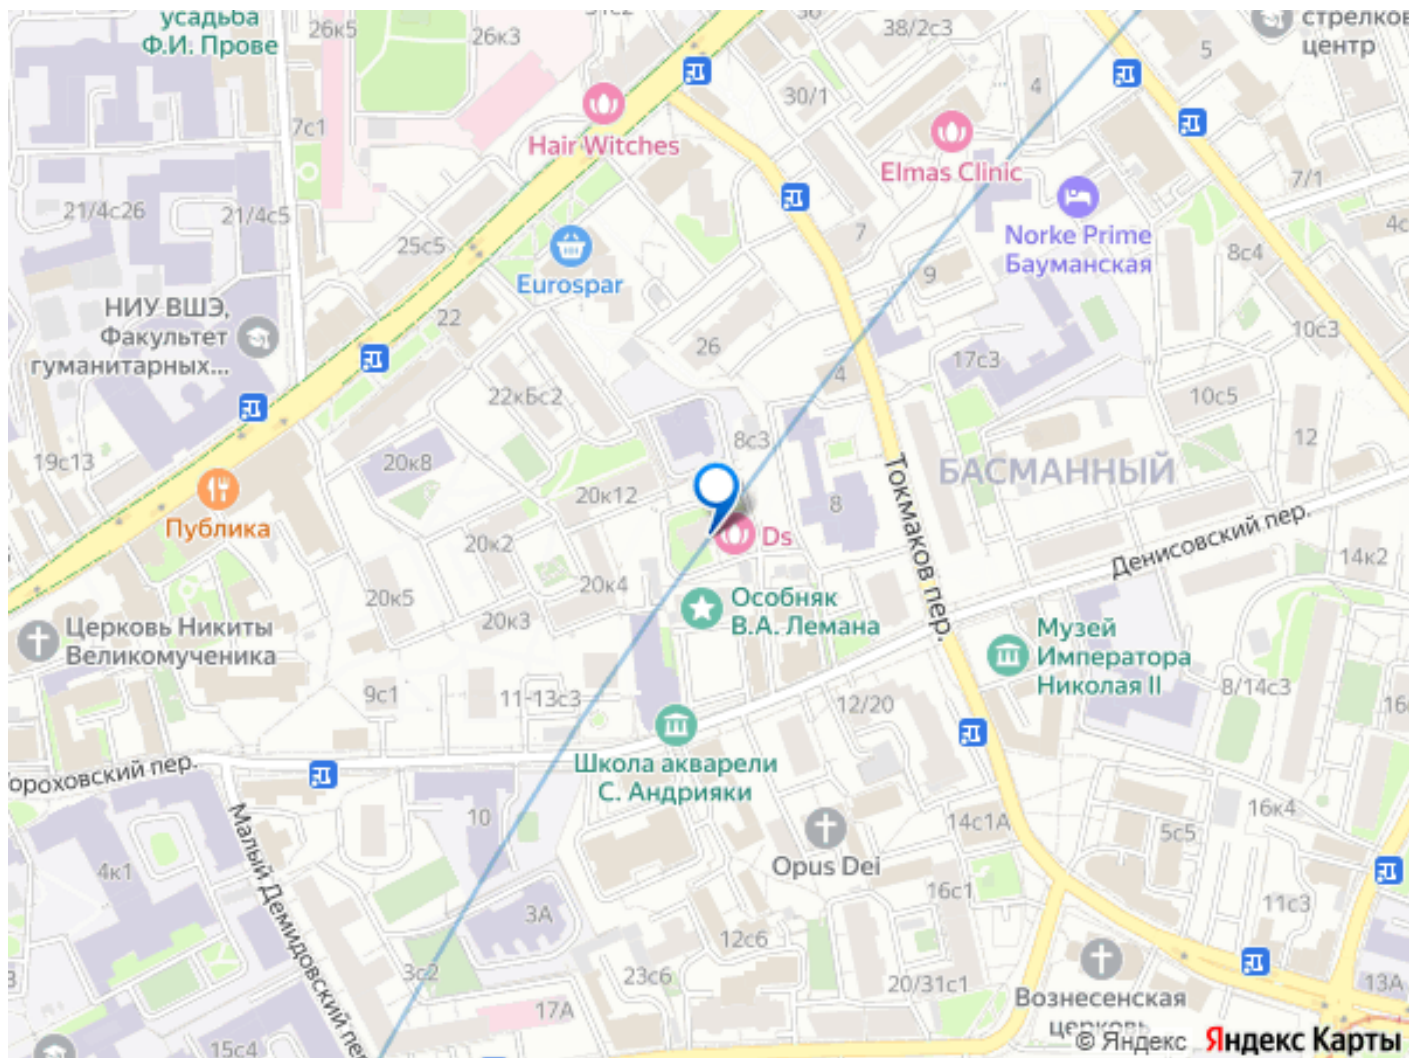 усадьба
Ф.И. Прове
26к5
31с2
26к3
36
38/2с3
5
стрелков
центр
30/1
4
7с1
Hair Witches
Elmas Clinic
7/1
21/4с26
21/4с5
25с5
7
Norke Prime
Бауманская
8с4
4с
Eurospar
9
НИУ ВШЭ,
Факультет
гуманитарных...
22
26
10с3
17с3
4
22кБс2
10с5
8с3
12
19с13
20к8
БАСМАННЫЙ
20к12
8
Токмаков пер.
Публика
Ds
Денисовский пер.
20к2
14к2
20к5
20к4
Особняк
В.А. Лемана
20к3
Церковь Никиты
Великомученика
Музей
Императора
Николая II
9с1
11-13с3
12/20
8/14с3
16
ороховский пер.
Школа акварели
С. Андрияки
10
14с1А
16к4
5с5
Малый Демидовский пер.
Opus Dei
4к1
16с1
3А
11с3
12с6
3с2
23с6
20/31с1
13А
17А
Вознесенская
церковь
15с4
© Яндекс Яндекс Карты